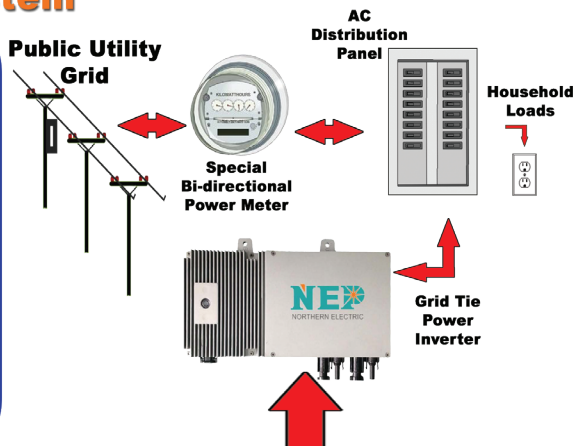 stem
Public Utility
Grid
KILOWATTHOURS
Special
Bi-directional
Power Meter
AC
Distribution
Panel
Household
Loads
NEP
NORTHERN ELECTRIC
Grid Tie
Power
Inverter